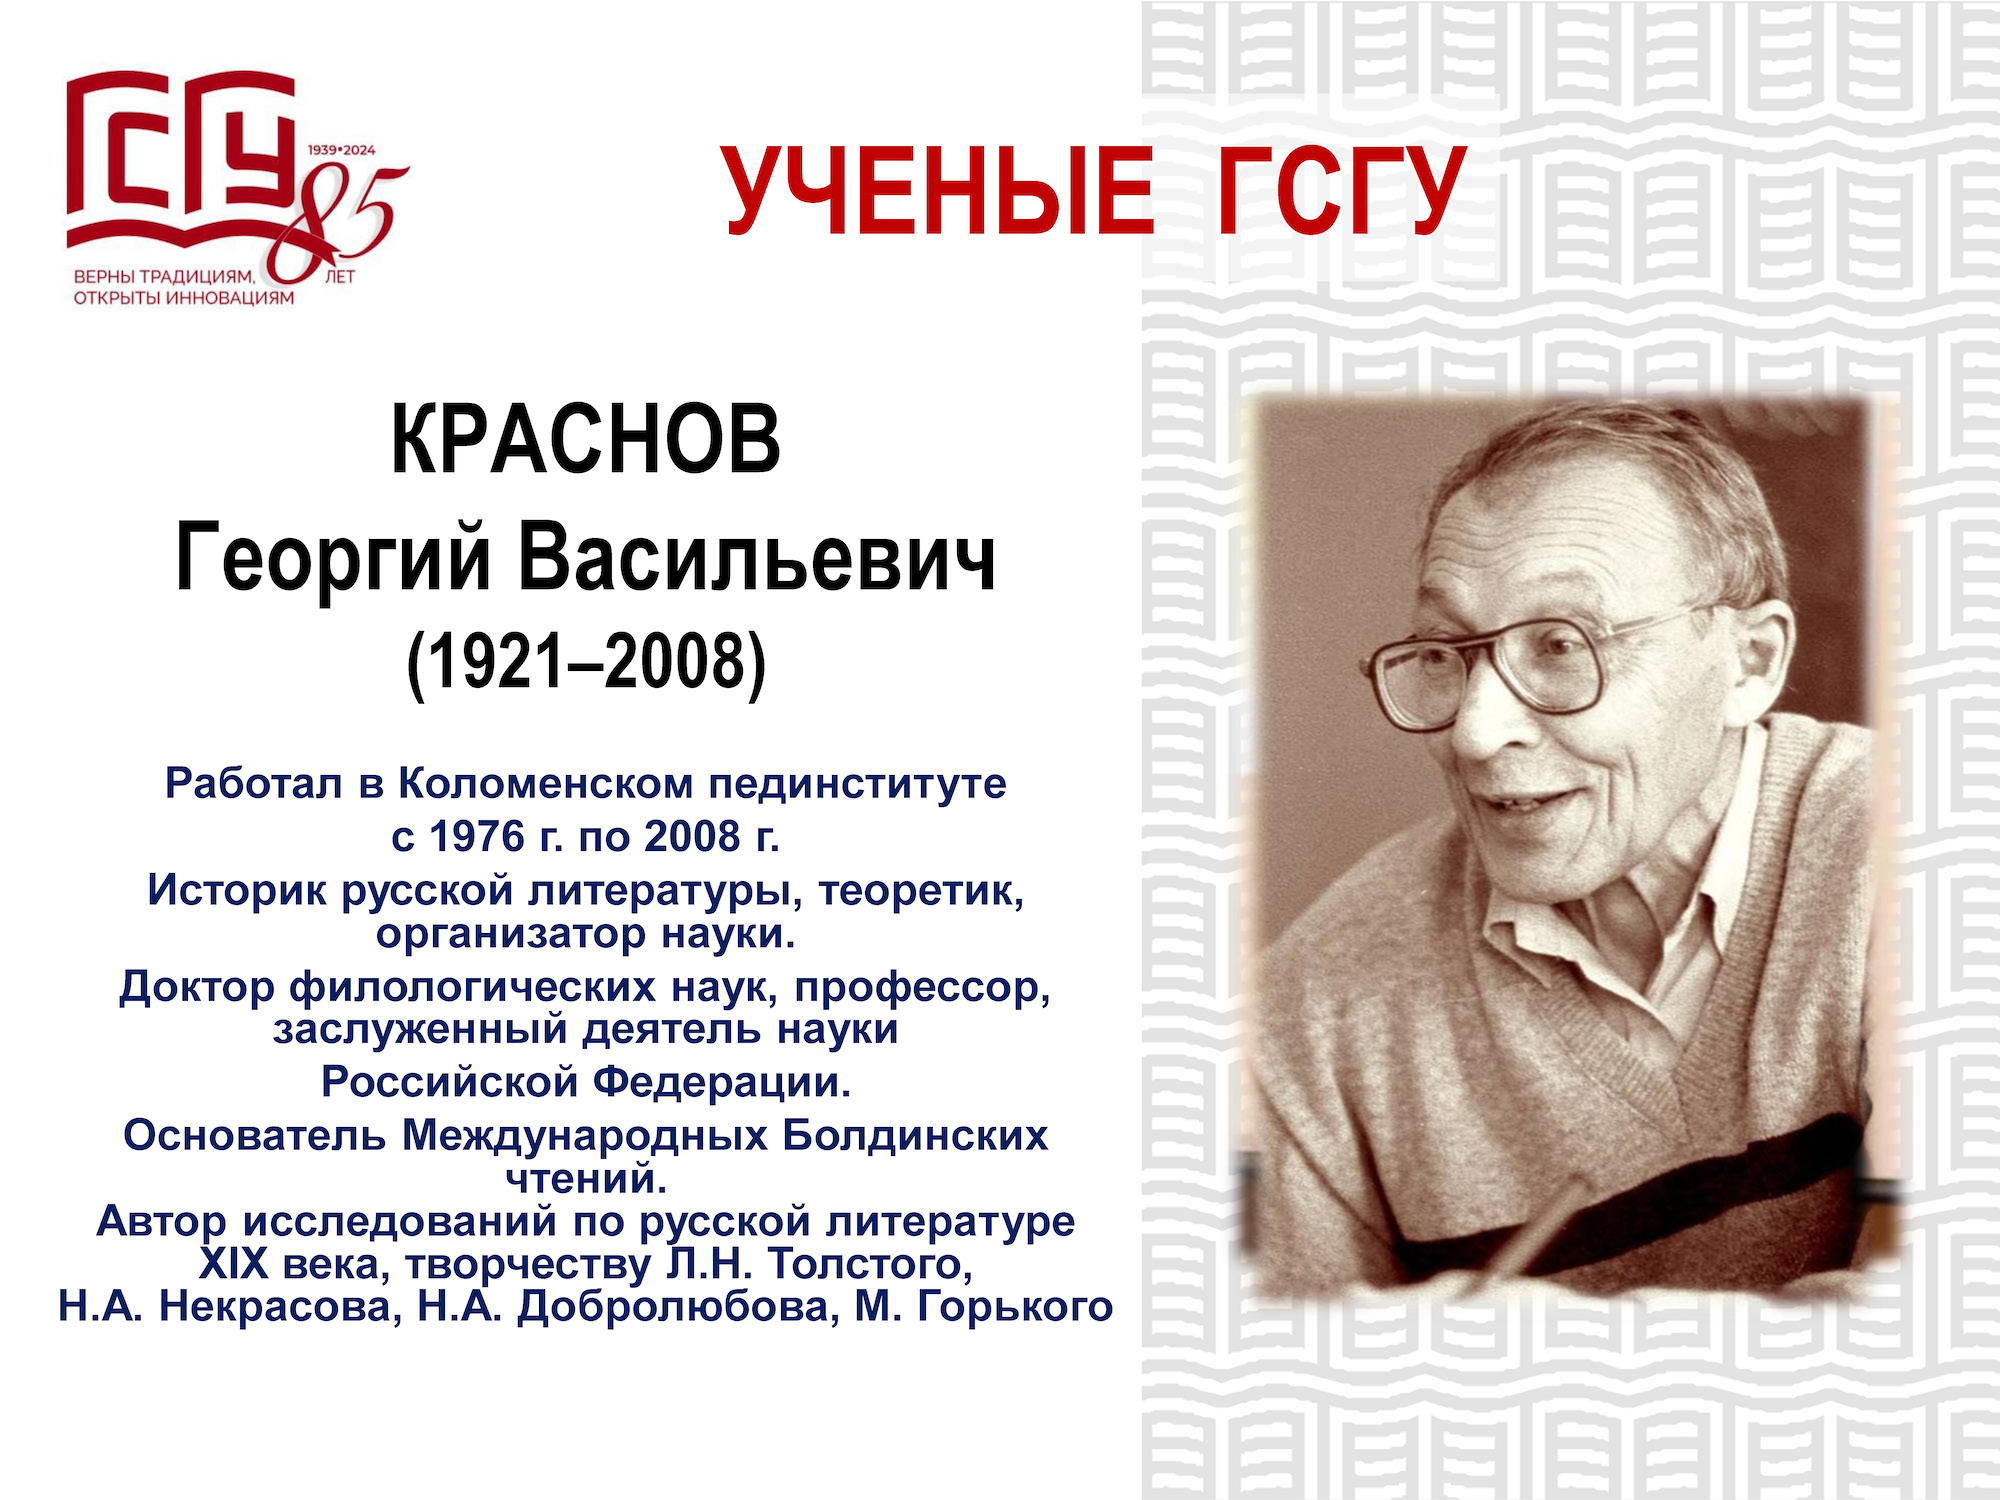 ГСГУ
1939•2024
85
ЛЕТ
ВЕРНЫ ТРАДИЦИЯМ,
ОТКРЫТЫ ИННОВАЦИЯМ
УЧЕНЫЕ ГСГУ
КРАСНОВ
Георгий Васильевич
(1921–2008)
Работал в Коломенском пединституте
с 1976 г. по 2008 г.
Историк русской литературы, теоретик,
организатор науки.
Доктор филологических наук, профессор,
заслуженный деятель науки
Российской Федерации.
Основатель Международных Болдинских
чтений.
Автор исследований по русской литературе
XIX века, творчеству Л.Н. Толстого,
Н.А. Некрасова, Н.А. Добролюбова, М. Горького